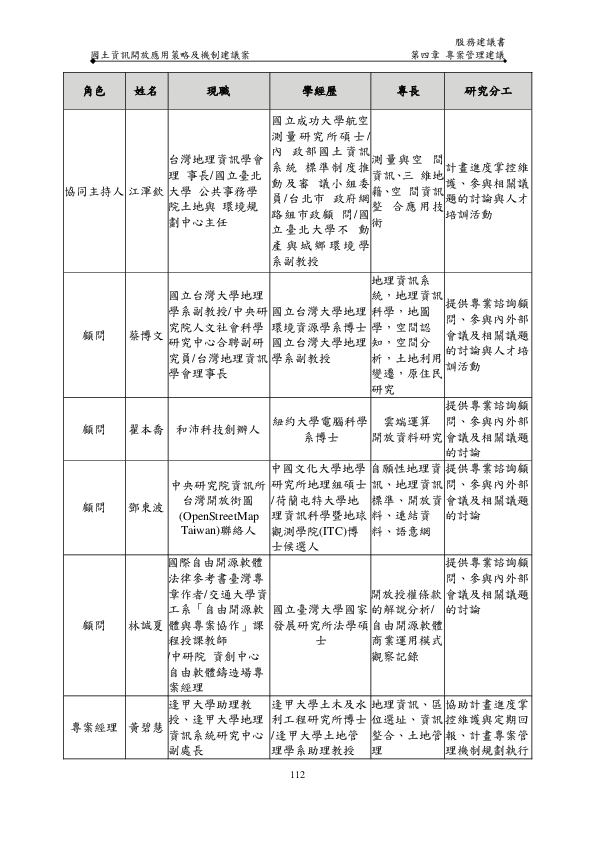 服務建議書
國土資訊開放應用策略及機制建議案
第四章 專案管理建議
角色 姓名 現職 學經歷 專長 研究分工
協同主持人
江渾欽
台灣地理資訊學會
理 事長/國立臺北
大學 公共事務學
院土地與 環境規
劃中心主任
國立成功大學航空
測量研究所碩士/
內 政部國土資訊
系統 標準制度推
動及審 議小組委
員/台北市 政府網
路組市政顧 問/國
立臺北大學不 動
產與城鄉環境學
系副教授
測量與空 間
資訊、三 維地
籍、空 間資訊
整 合應用技
術
計畫進度掌控維
護、參與相關議
題的討論與人才
培訓活動
顧問
蔡博文
國立台灣大學地理
學系副教授/中央研
究院人文社會科學
研究中心合聘副研
究員/台灣地理資訊
學會理事長
國立台灣大學地理
環境資源學系博士
國立台灣大學地理
學系副教授
地理資訊系
統，地理資訊
科學，地圖
學，空間認
知，空間分
析，土地利用
變遷，原住民
研究
提供專業諮詢顧
問、參與內外部
會議及相關議題
的討論與人才培
訓活動
顧問
翟本喬
和沛科技創辦人
紐約大學電腦科學
系博士
雲端運算
開放資料研究
提供專業諮詢顧
問、參與內外部
會議及相關議題
的討論
顧問
鄧東波
中央研究院資訊所
台灣開放街圖
(OpenStreetMap
Taiwan)聯絡人
中國文化大學地學
研究所地理組碩士
/荷蘭屯特大學地
理資訊科學暨地球
觀測學院(ITC)博
士候選人
自願性地理資
訊、地理資訊
標準、開放資
料、連結資
料、語意網
提供專業諮詢顧
問、參與內外部
會議及相關議題
的討論
顧問
林誠夏
國際自由開源軟體
法律參考書臺灣專
章作者/交通大學資
工系「自由開源軟
體與專案協作」課
程授課教師
/中研院 資創中心
自由軟體鑄造場專
案經理
國立臺灣大學國家
發展研究所法學碩
士
開放授權條款
的解說分析/
自由開源軟體
商業運用模式
觀察記錄
提供專業諮詢顧
問、參與內外部
會議及相關議題
的討論
專案經理
黃碧慧
逢甲大學助理教
授、逢甲大學地理
資訊系統研究中心
副處長
逢甲大學土木及水
利工程研究所博士
/逢甲大學土地管
理學系助理教授
地理資訊、區
位選址、資訊
整合、土地管
理
協助計畫進度掌
控維護與定期回
報、計畫專案管
理機制規劃執行
112